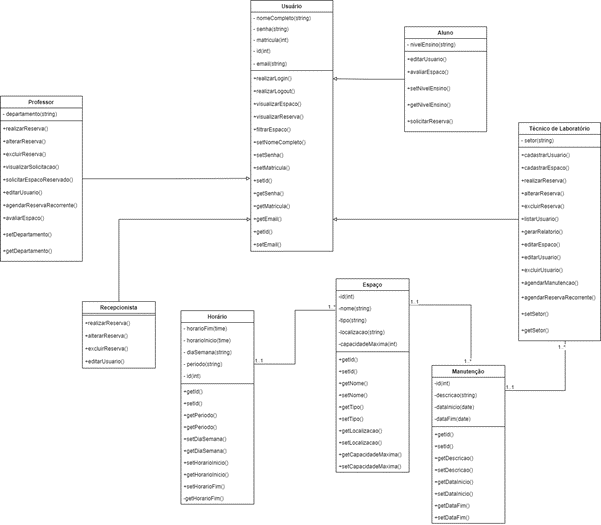 Usuário
- nomeCompleto(string)
- senha(string)
- matricula(int)
- id(int)
- email(string)
+realizarLogin()
+realizarLogout()
+visualizarEspaco()
+visualizarReserva()
+filtrarEspaco()
+setNomeCompleto()
+setSenha()
+setMatricula()
+setId()
+getSenha()
+getMatricula()
+getEmail()
+getId()
+setEmail()
Aluno
- nivelEnsino(string)
+editarUsuario()
+avaliarEspaco()
+setNivelEnsino()
+getNivelEnsino()
+solicitarReserva()
Professor
- departamento(string)
+realizarReserva()
+alterarReserva()
+excluirReserva()
+visualizarSolicitacao()
+solicitarEspacoReservado()
+editarUsuario()
+agendarReservaRecorrente()
+avaliarEspaco()
+setDepartamento()
+getDepartamento()
Técnico de Laboratório
- setor(string)
+cadastrarUsuario()
+cadastrarEspaco()
+realizarReserva()
+alterarReserva()
+excluirReserva()
+listarUsuario()
+gerarRelatorio()
+editarEspaco()
+editarUsuario()
+excluirUsuario()
+agendarManutencao()
+agendarReservaRecorrente()
+setSetor()
+getSetor()
Recepcionista
+realizarReserva()
+alterarReserva()
+excluirReserva()
+editarUsuario()
Horário
- horarioFim(time)
- horarioInicio(time)
- diaSemana(string)
- periodo(string)
- id(int)
+getId()
+setId()
+getPeriodo()
+getPeriodo()
+setDiaSemana()
+getDiaSemana()
+setHorarioInicio()
+getHorarioInicio()
+setHorarioFim()
-getHorarioFim()
1..1
1..*
Espaço
-id(int)
-nome(string)
-tipo(string)
-localizacao(string)
-capacidadeMaxima(int)
+getId()
+setId()
+getNome()
+setNome()
+getTipo()
+setTipo()
+getLocalizacao()
+setLocalizacao()
+getCapacidadeMaxima()
+setCapacidadeMaxima()
1..1
1..*
Manutenção
-id(int)
-descricao(string)
-dataInicio(date)
-dataFim(date)
+getId()
+setId()
+getDescricao()
+setDescricao()
+getDataInicio()
+setDataInicio()
+getDataFim()
+setDataFim()
1..1
1..*